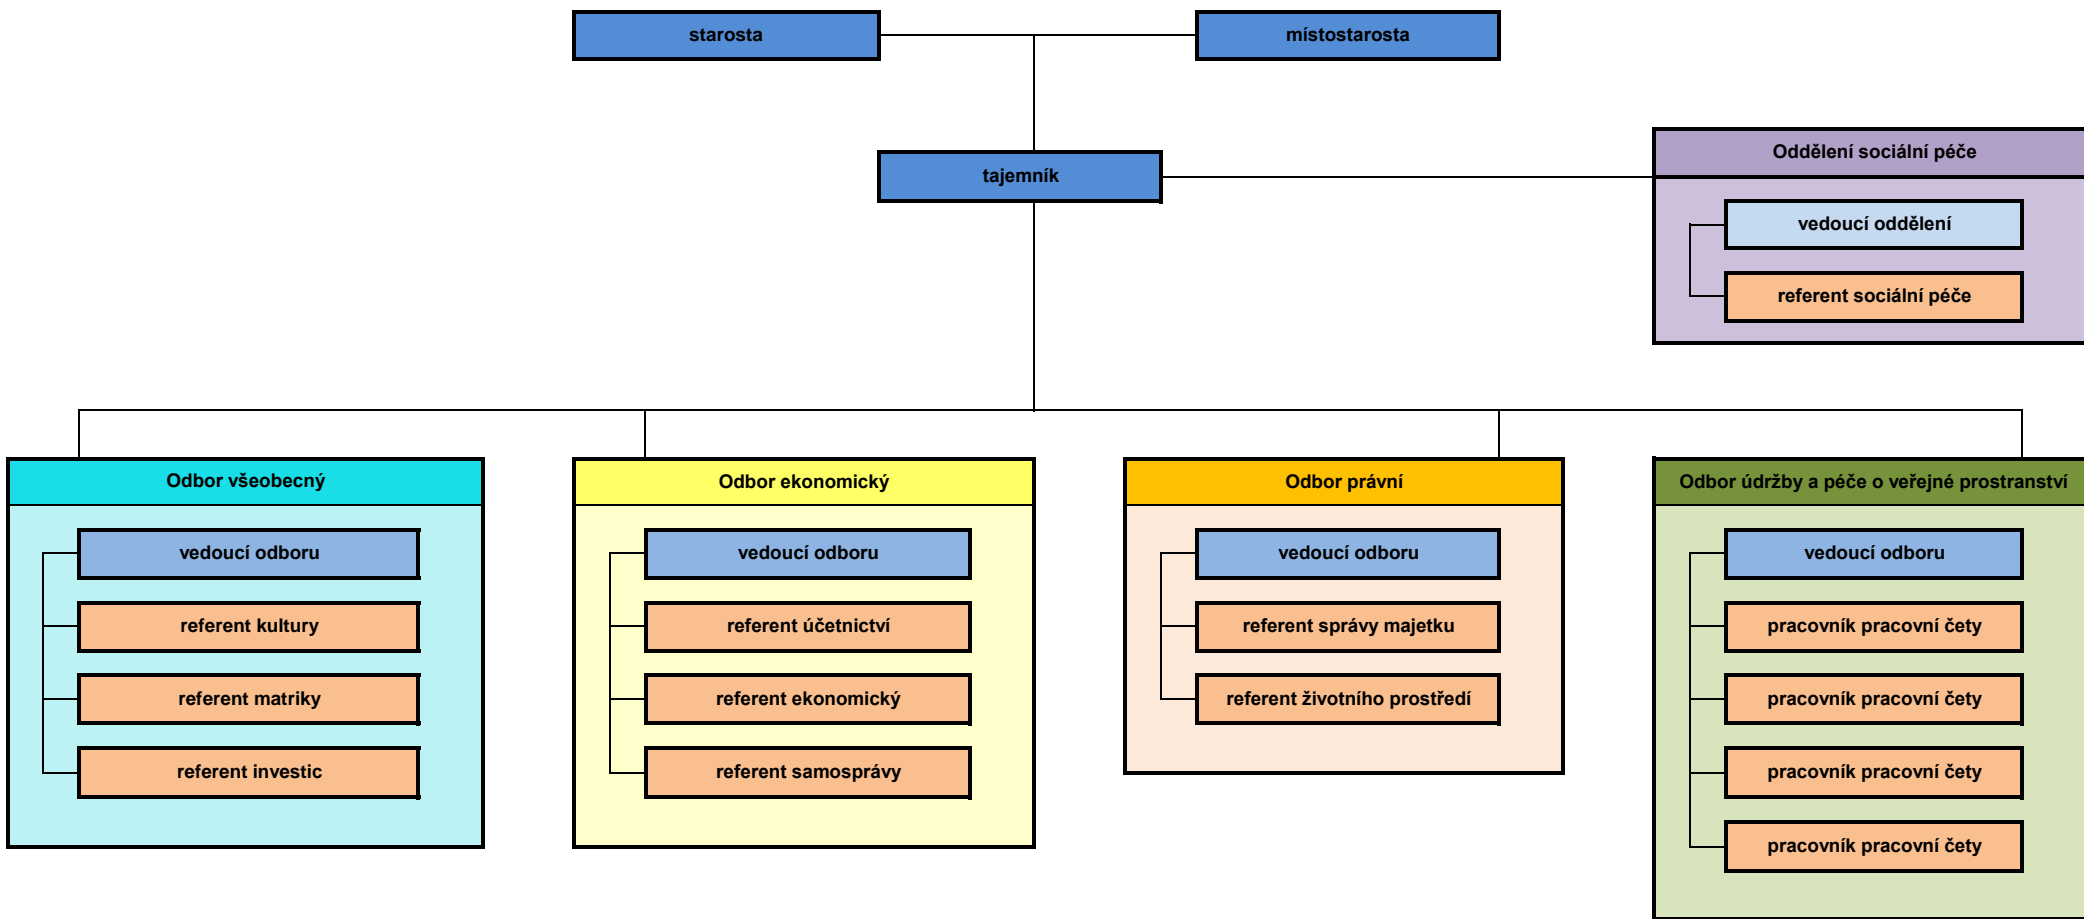 starosta
místostarosta
tajemník
Oddělení sociální péče
vedoucí oddělení
referent sociální péče
Odbor všeobecný
vedoucí odboru
referent kultury
referent matriky
referent investic
Odbor ekonomický
vedoucí odboru
referent účetnictví
referent ekonomický
referent samosprávy
Odbor právní
vedoucí odboru
referent správy majetku
referent životního prostředí
Odbor údržby a péče o veřejné prostranství
vedoucí odboru
pracovník pracovní čety
pracovník pracovní čety
pracovník pracovní čety
pracovník pracovní čety